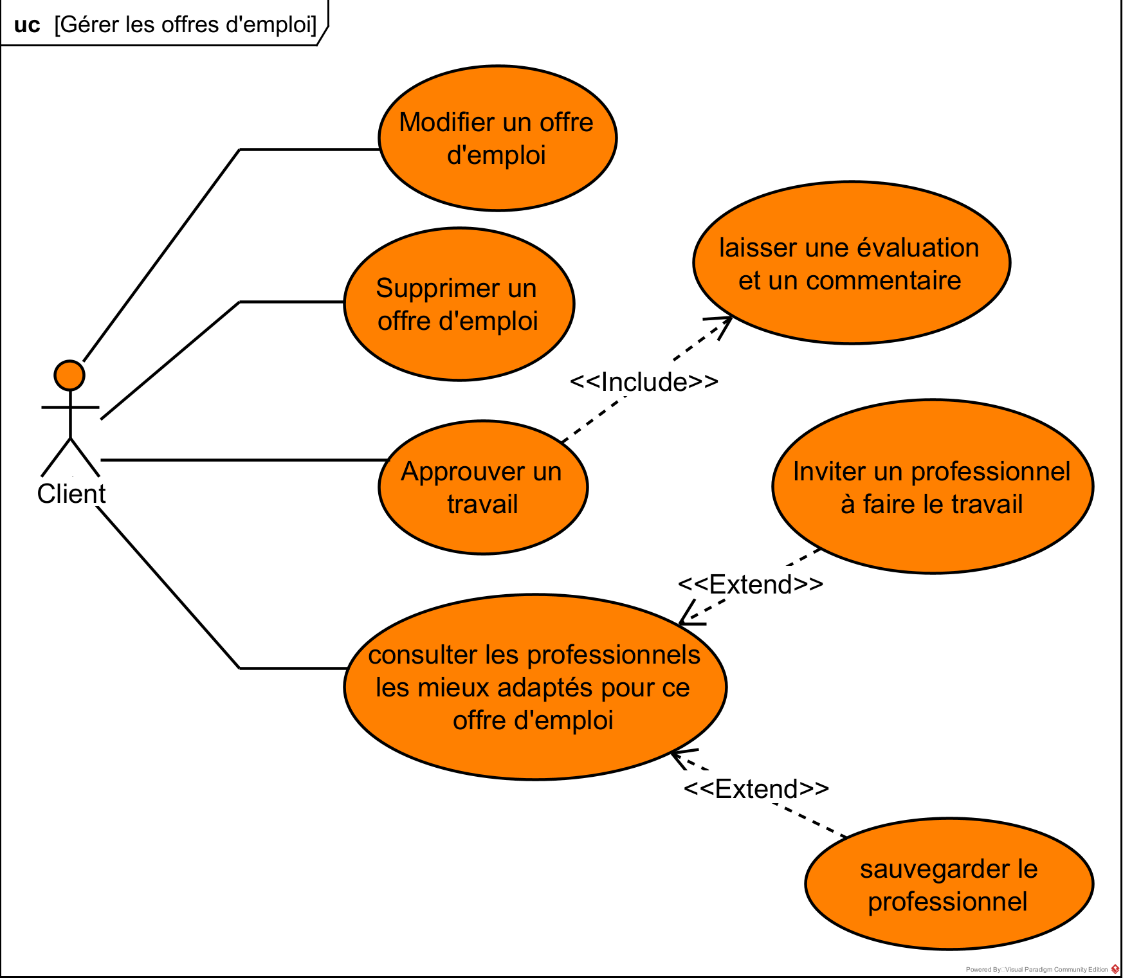 uc [Gérer les offres d'emploi]
Modifier un offre
d'emploi
laisser une évaluation
et un commentaire
Supprimer un
offre d'emploi
<<Include>>
Approuver un
travail
Inviter un professionnel
à faire le travail
Client
<<Extend>>
consulter les professionnels
les mieux adaptés pour ce
offre d'emploi
<<Extend>>
sauvegarder le
professionnel
Powered By: Visual Paradigm Community Edition